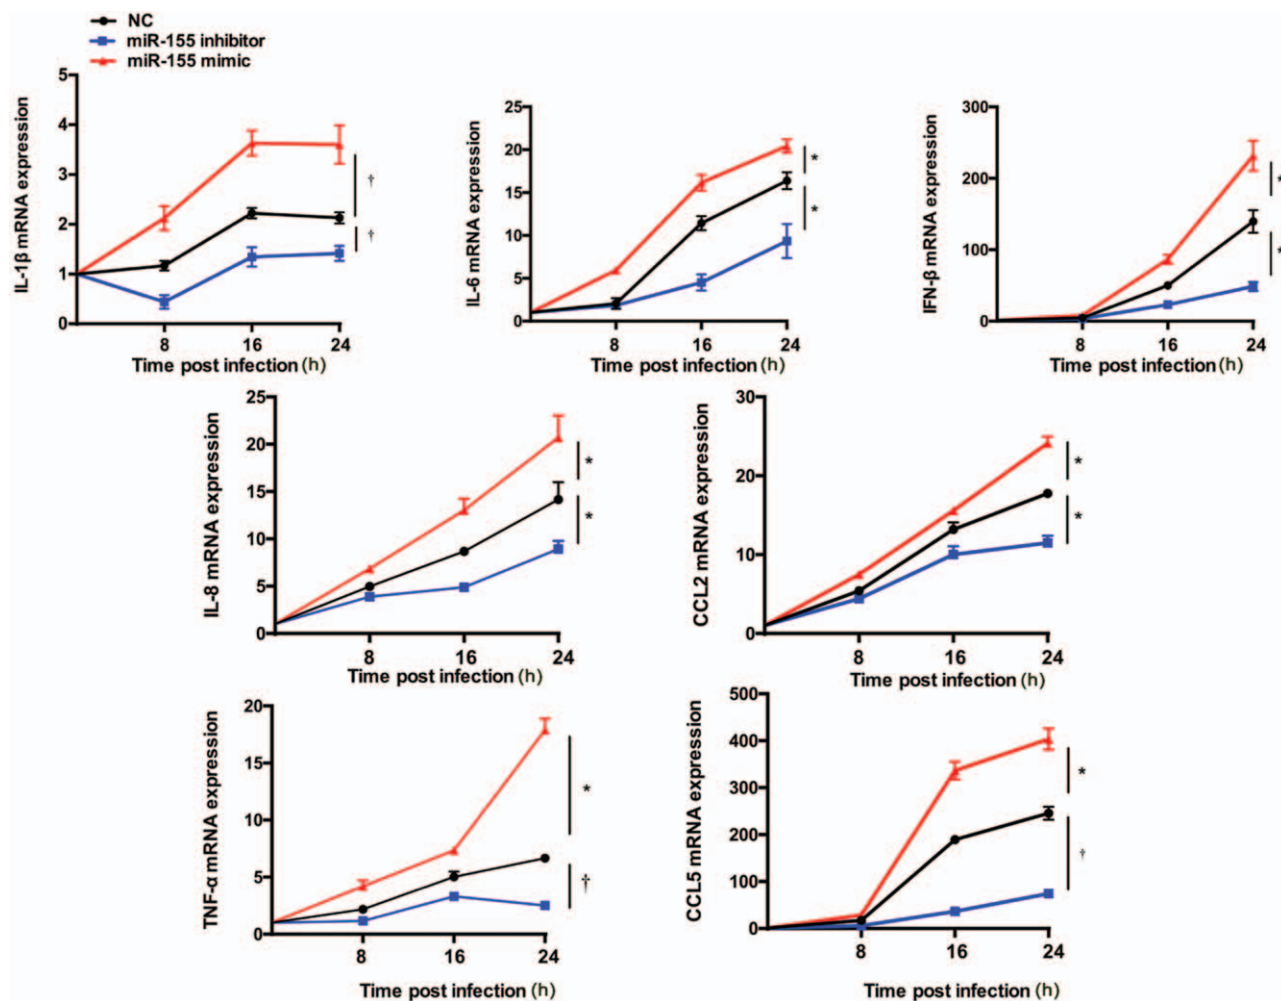 NC
miR-155 inhibitor
miR-155 mimic
IL-1β mRNA expression
5
4
3
2
1
0
†
†
8 16 24
Time post infection (h)
IL-6 mRNA expression
25
20
15
10
5
0
*
*
8 16 24
Time post infection (h)
IFN-β mRNA expression
300
200
100
0
*
*
8 16 24
Time post infection (h)
IL-8 mRNA expression
25
20
15
10
5
0
*
*
8 16 24
Time post infection (h)
CCL2 mRNA expression
30
20
10
0
*
*
8 16 24
Time post infection (h)
TNF-α mRNA expression
20
15
10
5
0
*
†
8 16 24
Time post infection (h)
CCL5 mRNA expression
500
400
300
200
100
0
*
†
8 16 24
Time post infection (h)